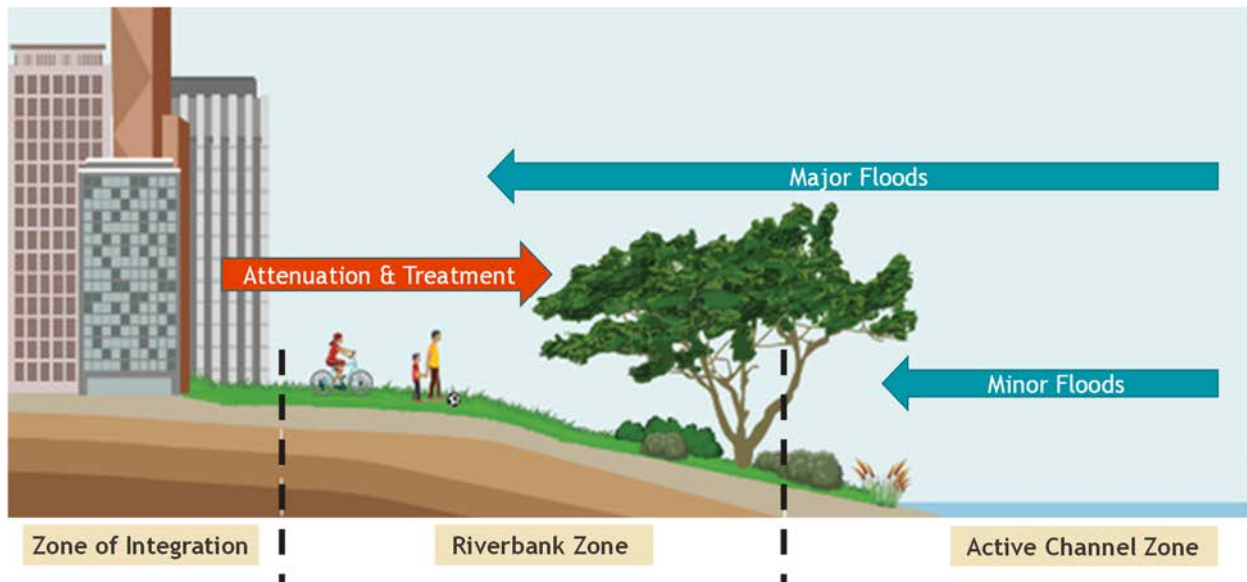 Major Floods
Attenuation & Treatment
Minor Floods
Zone of Integration
Riverbank Zone
Active Channel Zone